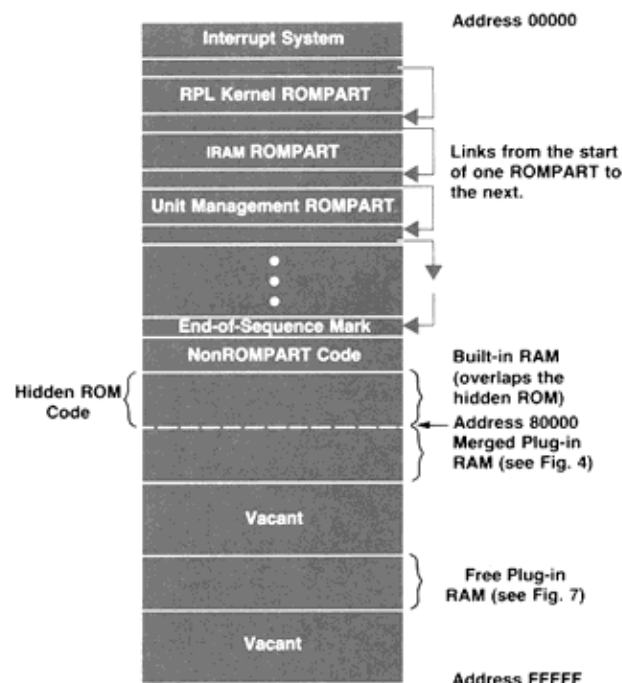 Address 00000
Interrupt System
RPL Kernel ROMPART
IRAM ROMPART
Links from the start
of one ROMPART to
the next.
Unit Management ROMPART
End-of-Sequence Mark
NonROMPART Code
Built-in RAM
(overlaps the
hidden ROM)
Hidden ROM
Code
Address 80000
Merged Plug-in
RAM (see Fig. 4)
Vacant
Free Plug-in
RAM (see Fig. 7)
Vacant
Address FFFFF